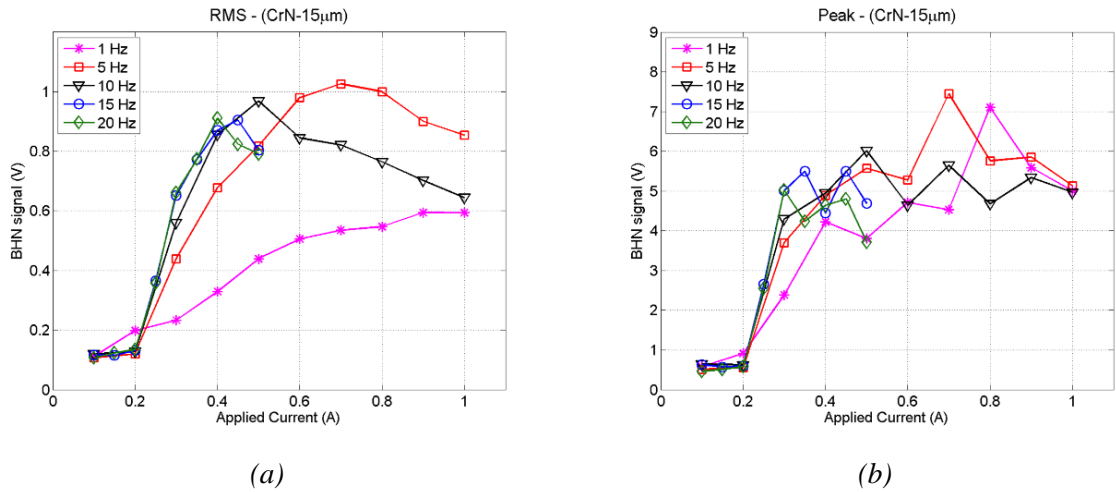 RMS - (CrN-15μm)
1.2
1
0.8
0.6
0.4
0.2
0
BHN signal (V)
1 Hz
5 Hz
10 Hz
15 Hz
20 Hz
0 0.2 0.4 0.6 0.8 1
Applied Current (A)
(a)
Peak - (CrN-15μm)
9
8
7
6
5
4
3
2
1
0
BHN signal (V)
1 Hz
5 Hz
10 Hz
15 Hz
20 Hz
0 0.2 0.4 0.6 0.8 1
Applied Current (A)
(b)